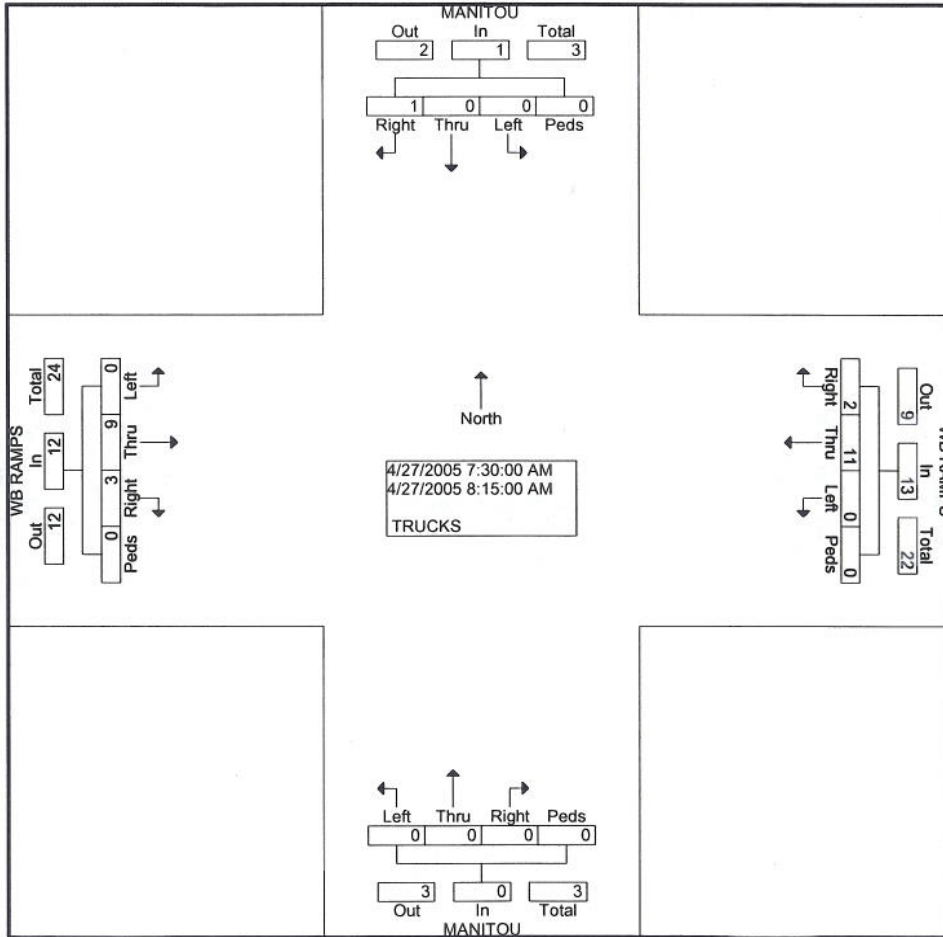 MANITOU
Out In Total
2 1 3
1 0 0 0
Right Thru Left Peds
WB RAMPS
Total In Out
24 12 12
0 9 3 0
Left Thru Right Peds
North
4/27/2005 7:30:00 AM
4/27/2005 8:15:00 AM
TRUCKS
Right Thru Left Peds
2 11 0 0
Out In Total
9 13 22
Left Thru Right Peds
0 0 0 0
3 0 3
Out In Total
MANITOU